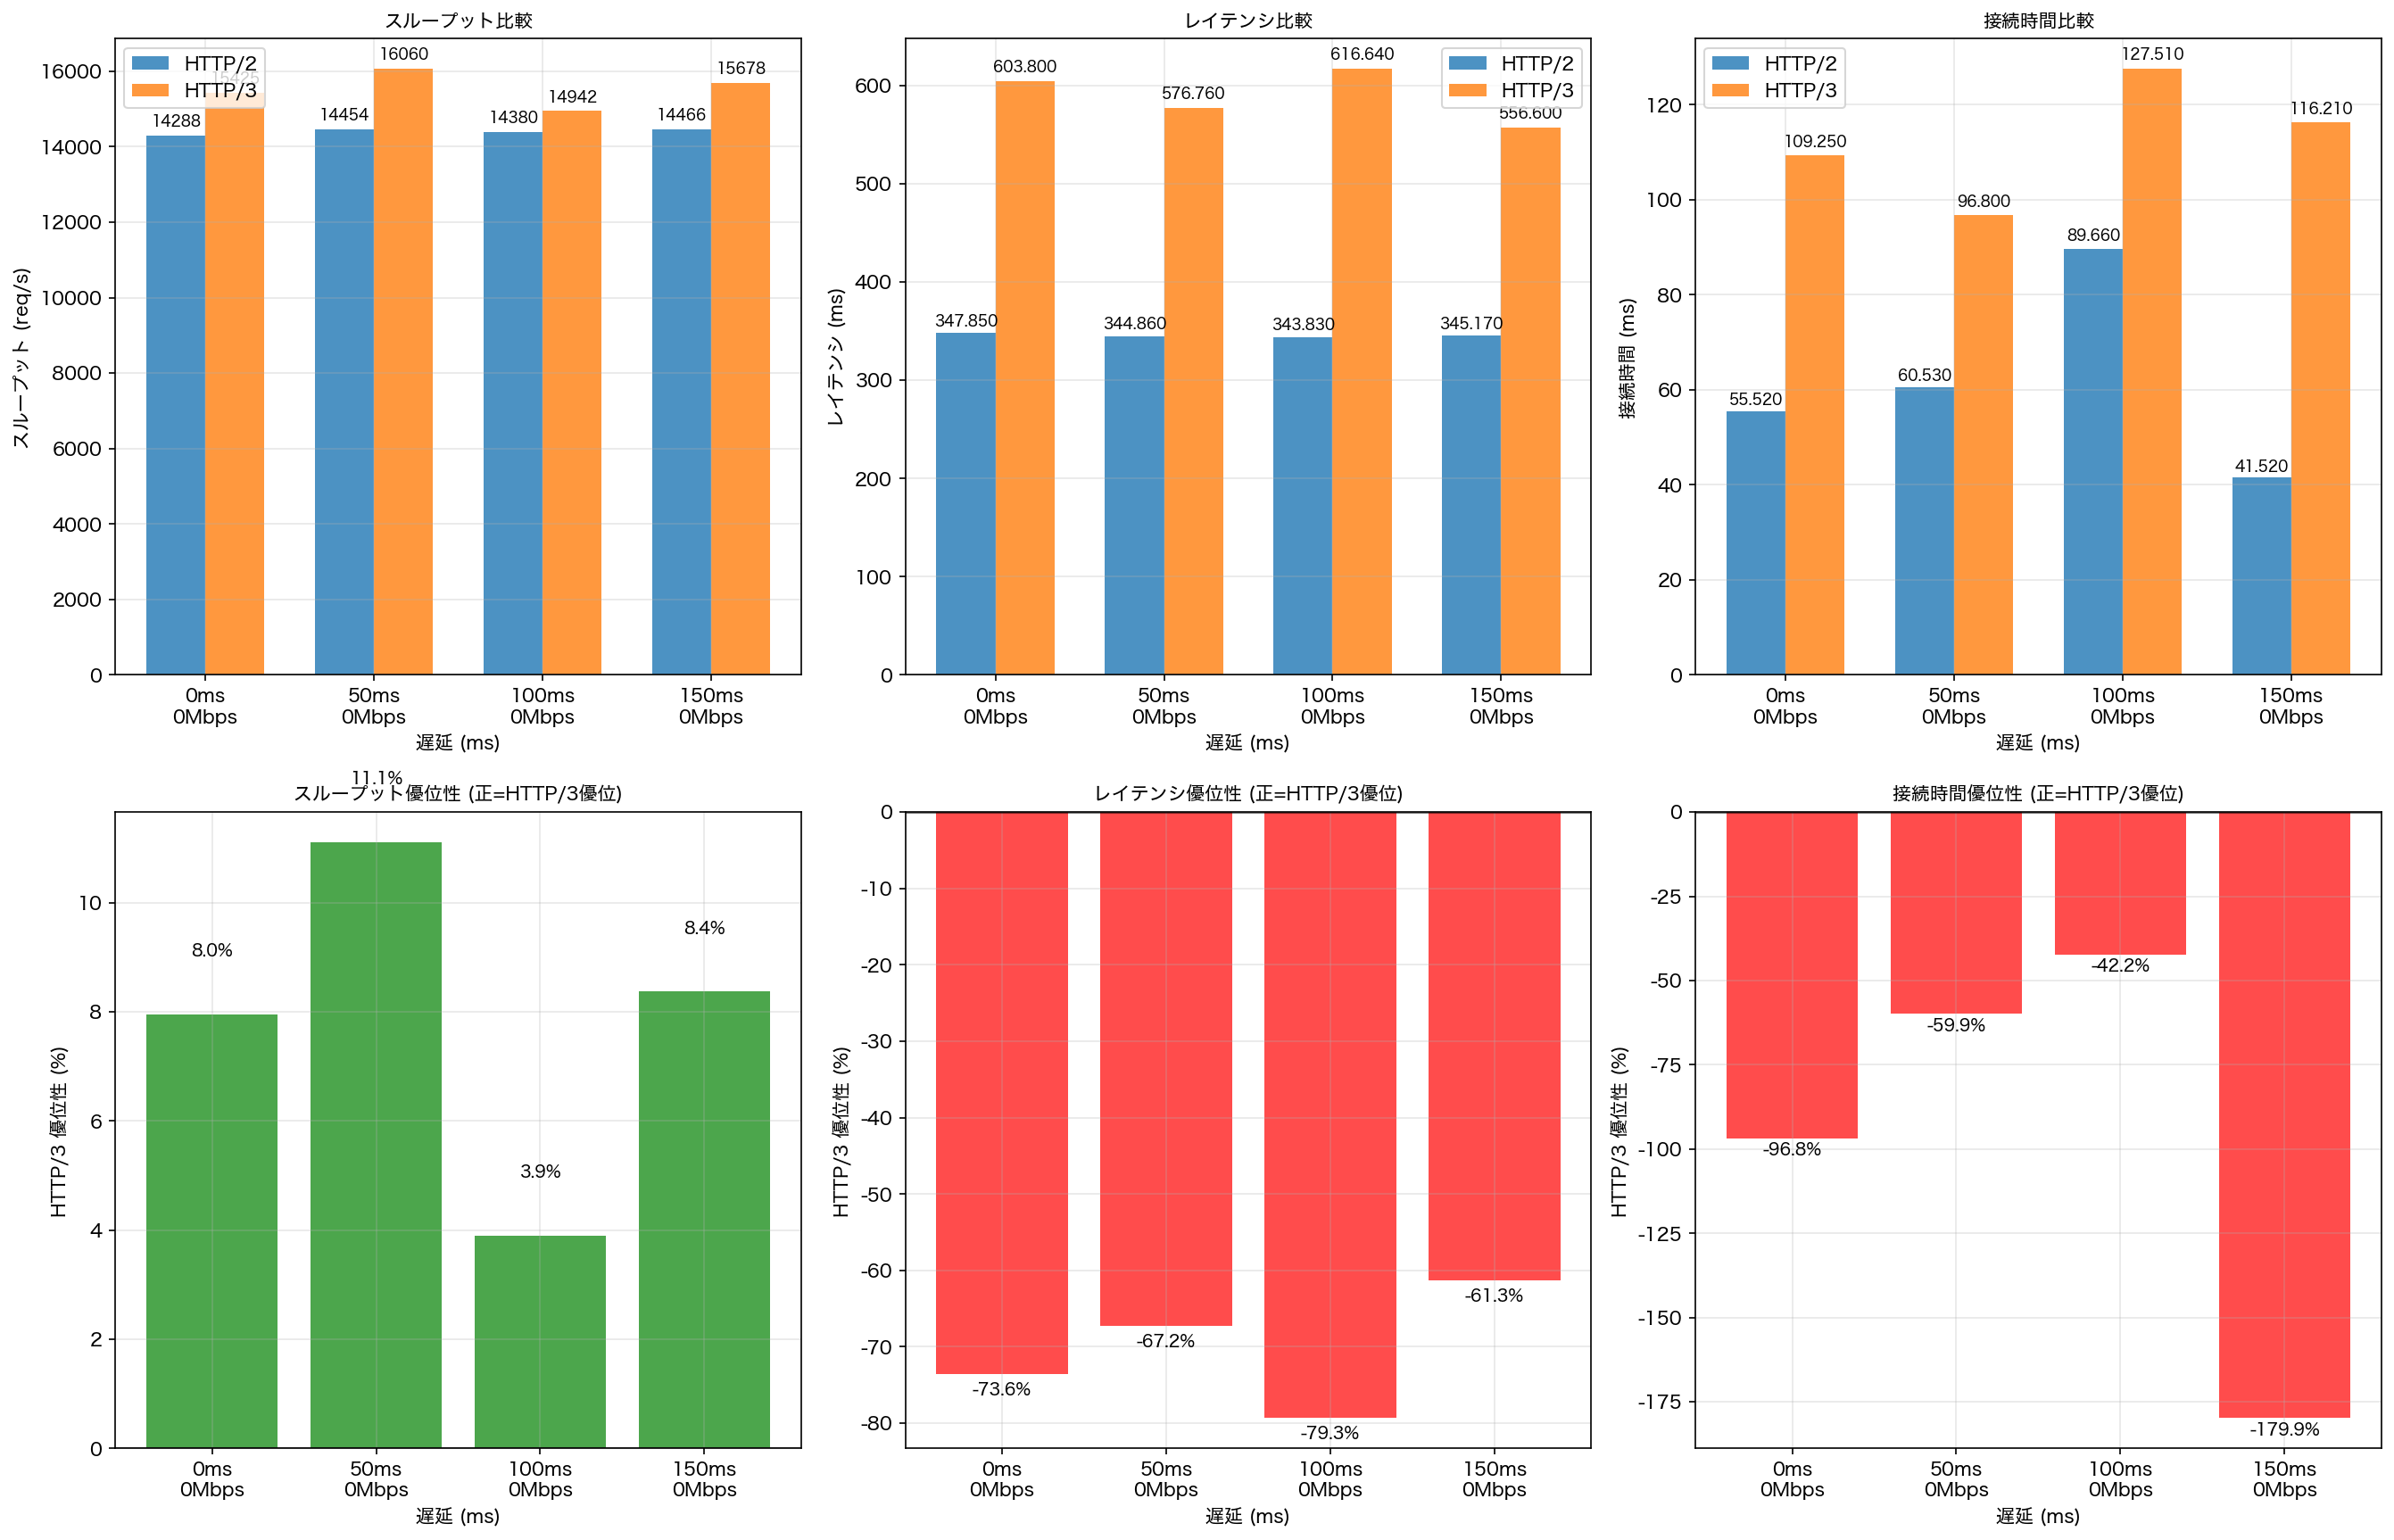 スループット比較
HTTP/2
HTTP/3
14288
15425
14454
16060
14380
14942
14466
15678
スループット (req/s)
16000
14000
12000
10000
8000
6000
4000
2000
0
0ms
0Mbps
50ms
0Mbps
100ms
0Mbps
150ms
0Mbps
遅延 (ms)
レイテンシ比較
HTTP/2
HTTP/3
347.850
603.800
344.860
576.760
343.830
616.640
345.170
556.600
レイテンシ (ms)
600
500
400
300
200
100
0
0ms
0Mbps
50ms
0Mbps
100ms
0Mbps
150ms
0Mbps
遅延 (ms)
接続時間比較
HTTP/2
HTTP/3
55.520
109.250
60.530
96.800
89.660
127.510
41.520
116.210
接続時間 (ms)
120
100
80
60
40
20
0
0ms
0Mbps
50ms
0Mbps
100ms
0Mbps
150ms
0Mbps
遅延 (ms)
11.1%
スループット優位性 (正=HTTP/3優位)
8.0%
3.9%
8.4%
HTTP/3 優位性 (%)
10
8
6
4
2
0
0ms
0Mbps
50ms
0Mbps
100ms
0Mbps
150ms
0Mbps
遅延 (ms)
レイテンシ優位性 (正=HTTP/3優位)
-73.6%
-67.2%
-79.3%
-61.3%
HTTP/3 優位性 (%)
0
-10
-20
-30
-40
-50
-60
-70
-80
0ms
0Mbps
50ms
0Mbps
100ms
0Mbps
150ms
0Mbps
遅延 (ms)
接続時間優位性 (正=HTTP/3優位)
-96.8%
-59.9%
-42.2%
-179.9%
HTTP/3 優位性 (%)
0
-25
-50
-75
-100
-125
-150
-175
0ms
0Mbps
50ms
0Mbps
100ms
0Mbps
150ms
0Mbps
遅延 (ms)